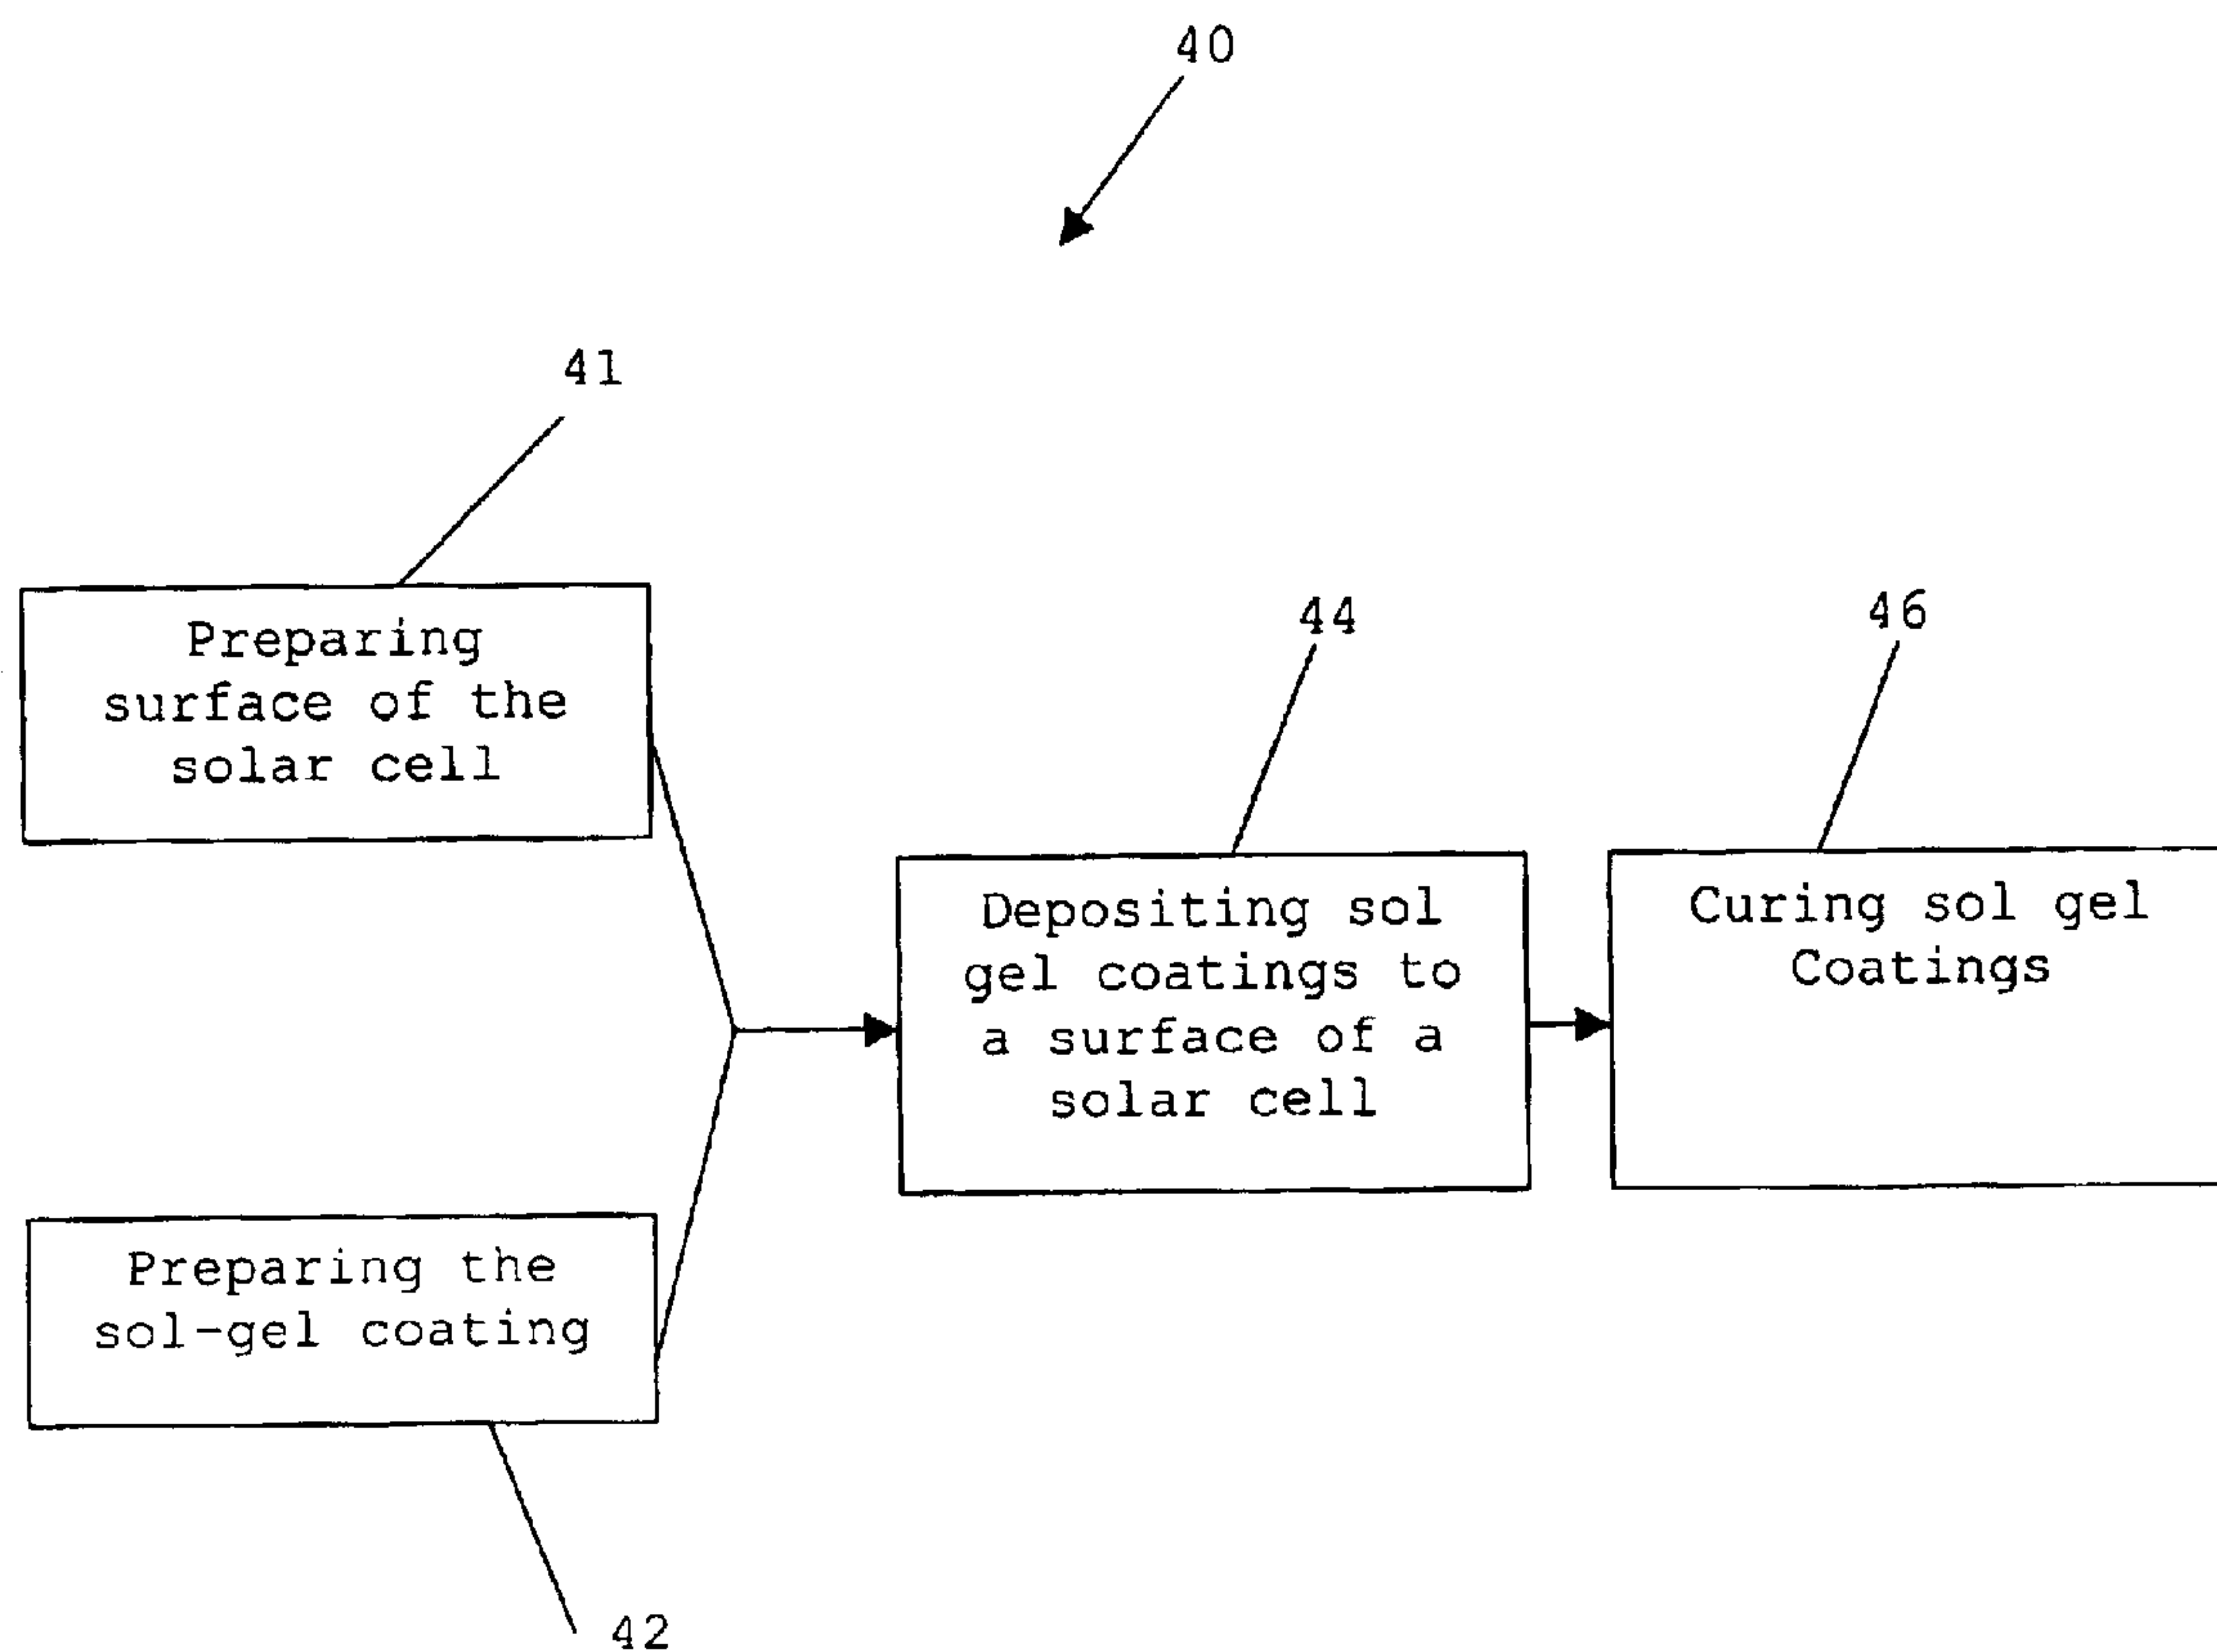 40
41
Preparing
surface of the
solar cell
44
46
Depositing sol
gel coatings to
a surface of a
solar cell
Curing sol gel
Coatings
Preparing the
sol-gel coating
42